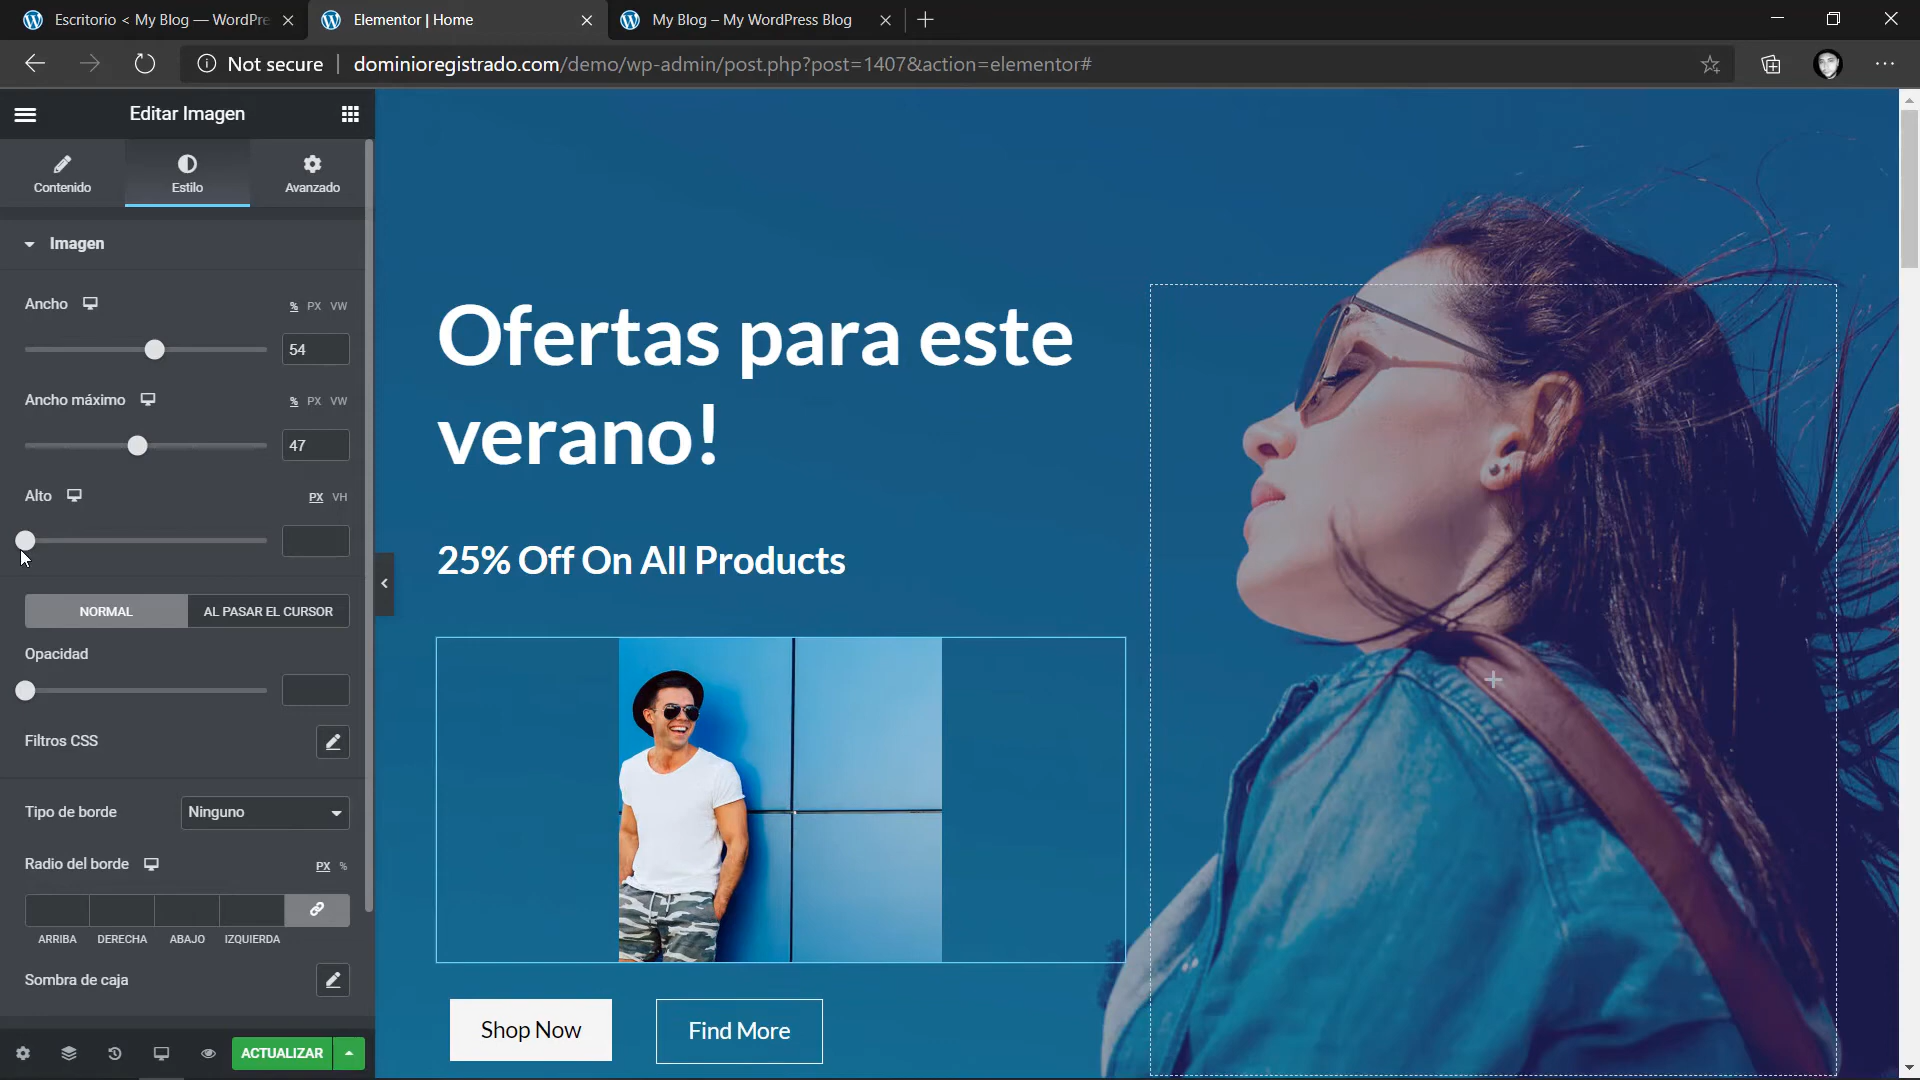 Escritorio < My Blog — WordPre
Elementor | Home
My Blog – My WordPress Blog
Not secure
dominioregistrado.com/demo/wp-admin/post.php?post=1407&action=elementor#
Editar Imagen
Contenido
Estilo
Avanzado
Imagen
Ancho
% PX VW
54
Ancho máximo
% PX VW
47
Alto
PX VH
NORMAL
AL PASAR EL CURSOR
Opacidad
Filtros CSS
Tipo de borde
Ninguno
Radio del borde
PX %
ARRIBA DERECHA ABAJO IZQUIERDA
Sombra de caja
ACTUALIZAR
Ofertas para este
verano!
25% Off On All Products
Shop Now
Find More